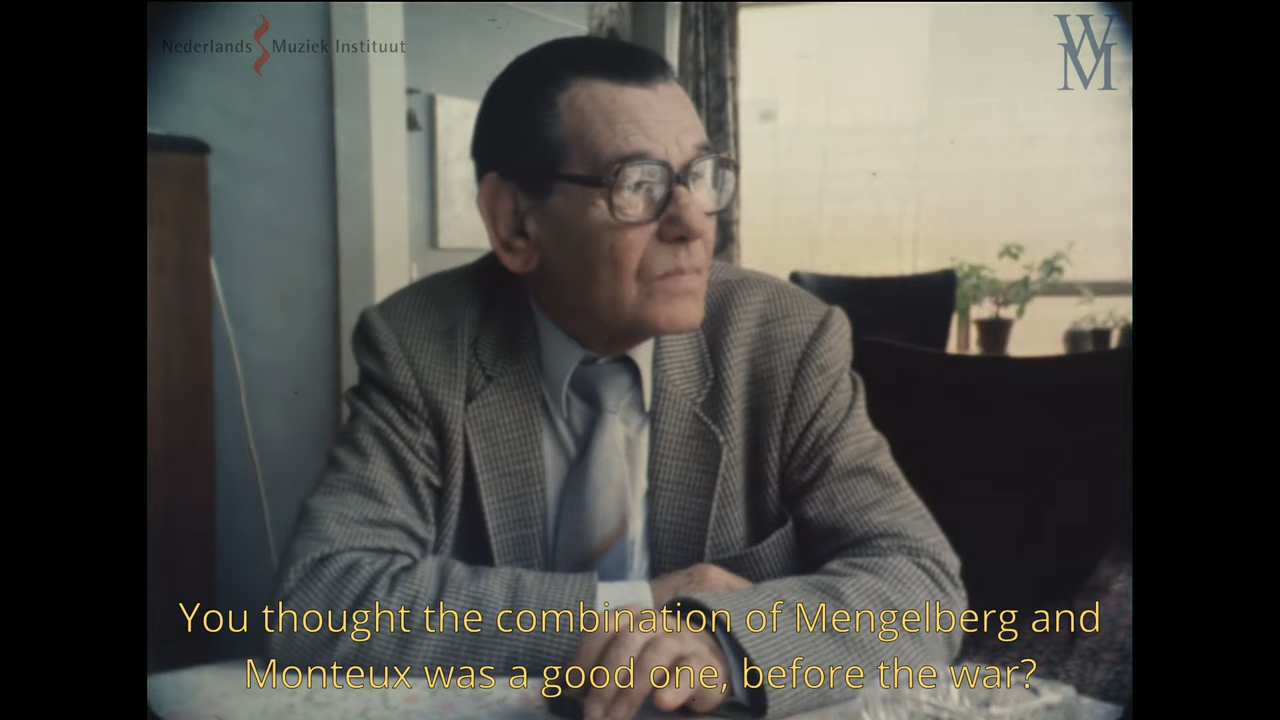 Nederlands Muziek Instituut
WM
You thought the combination of Mengelberg and
Monteux was a good one, before the war?